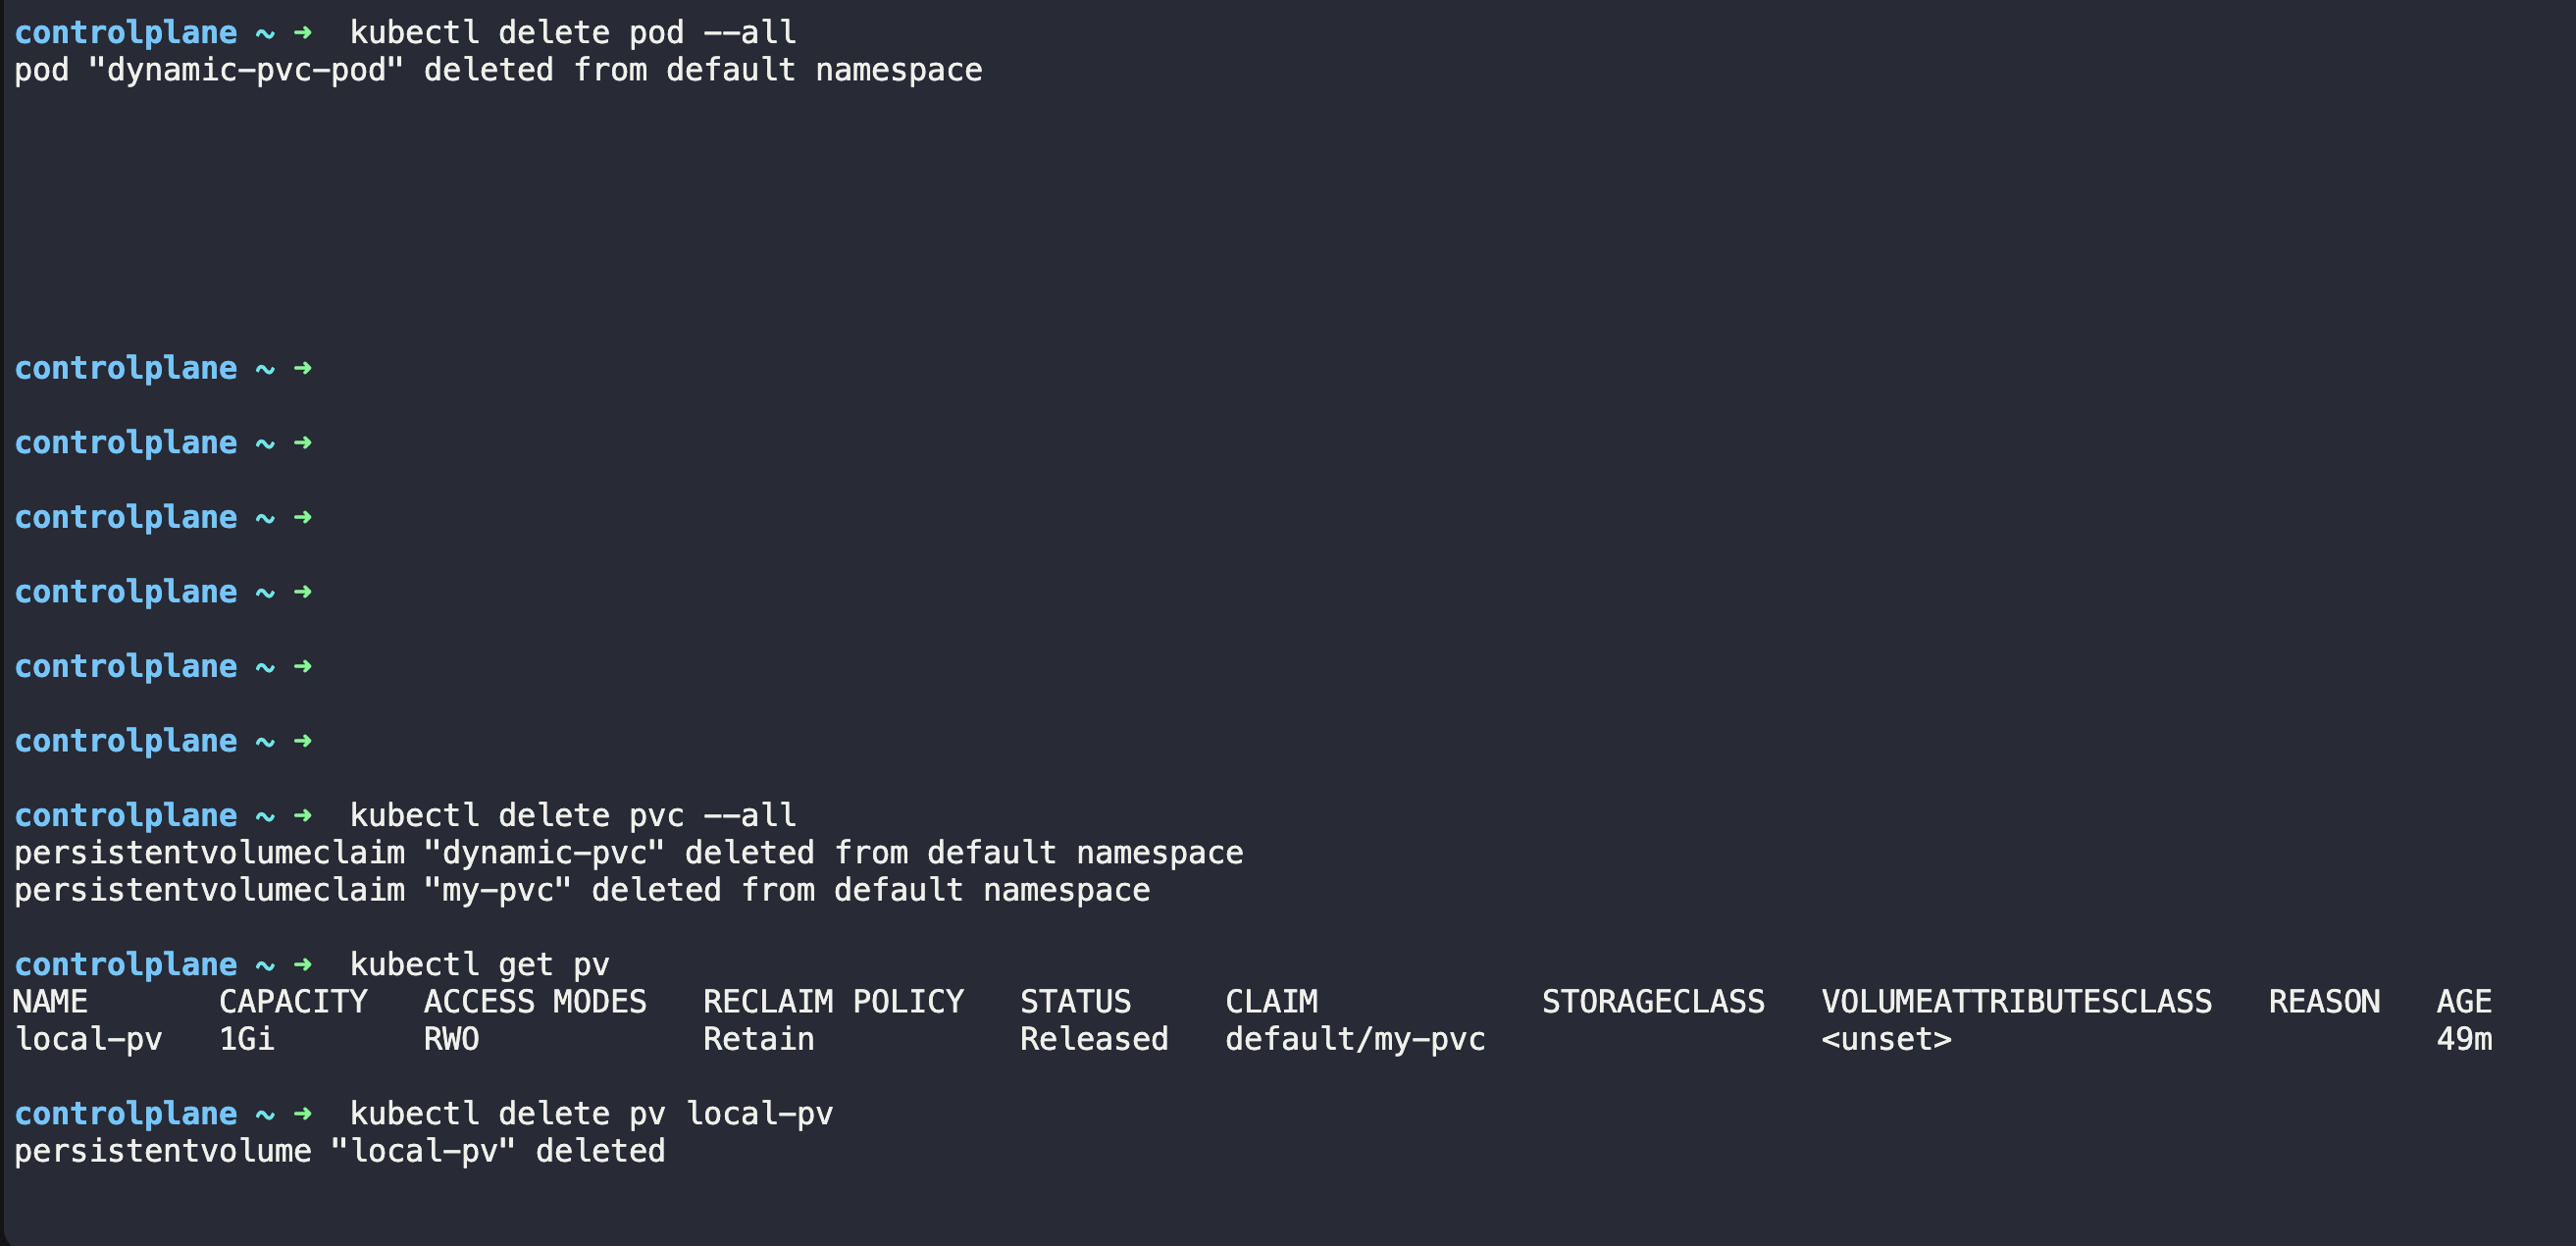 controlplane ~ ➜  kubectl delete pod --all
pod "dynamic-pvc-pod" deleted from default namespace
controlplane ~ ➜
controlplane ~ ➜
controlplane ~ ➜
controlplane ~ ➜
controlplane ~ ➜
controlplane ~ ➜
controlplane ~ ➜  kubectl delete pvc --all
persistentvolumeclaim "dynamic-pvc" deleted from default namespace
persistentvolumeclaim "my-pvc" deleted from default namespace
controlplane ~ ➜  kubectl get pv
NAME       CAPACITY   ACCESS MODES   RECLAIM POLICY   STATUS     CLAIM            STORAGECLASS   VOLUMEATTRIBUTESCLASS   REASON   AGE
local-pv   1Gi        RWO            Retain           Released   default/my-pvc                  <unset>                          49m
controlplane ~ ➜  kubectl delete pv local-pv
persistentvolume "local-pv" deleted